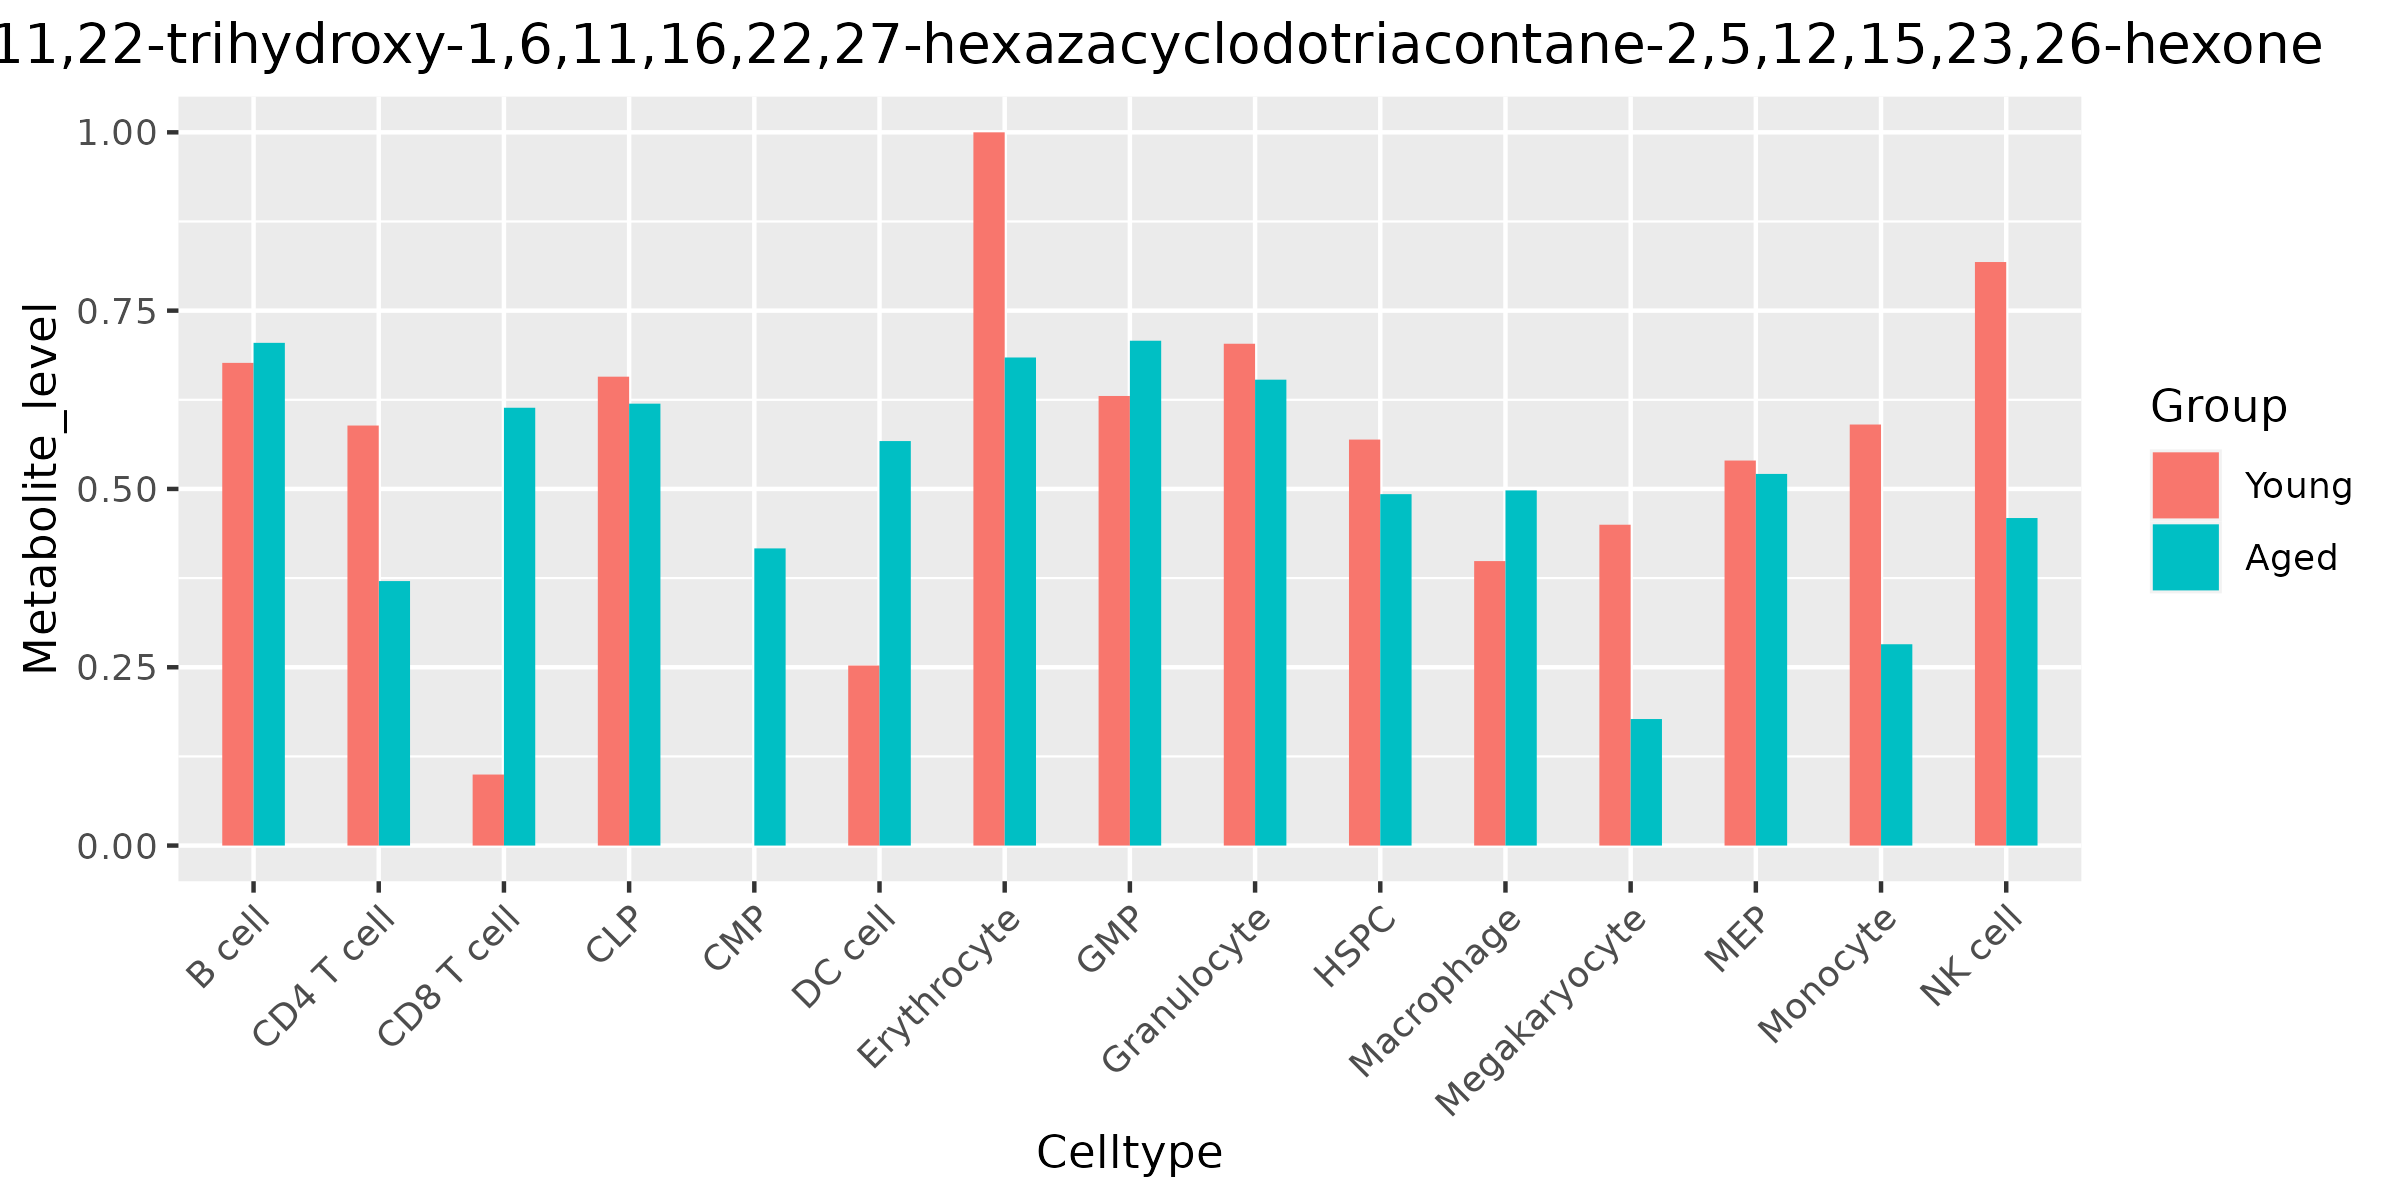 11,22-trihydroxy-1,6,11,16,22,27-hexazacyclodotriacontane-2,5,12,15,23,26-hexone
Metabolite_level
1.00
0.75
0.50
0.25
0.00
B cell
CD4 T cell
CD8 T cell
CLP
CMP
DC cell
Erythrocyte
GMP
Granulocyte
HSPC
Macrophage
Megakaryocyte
MEP
Monocyte
NK cell
Celltype
Group
Young
Aged